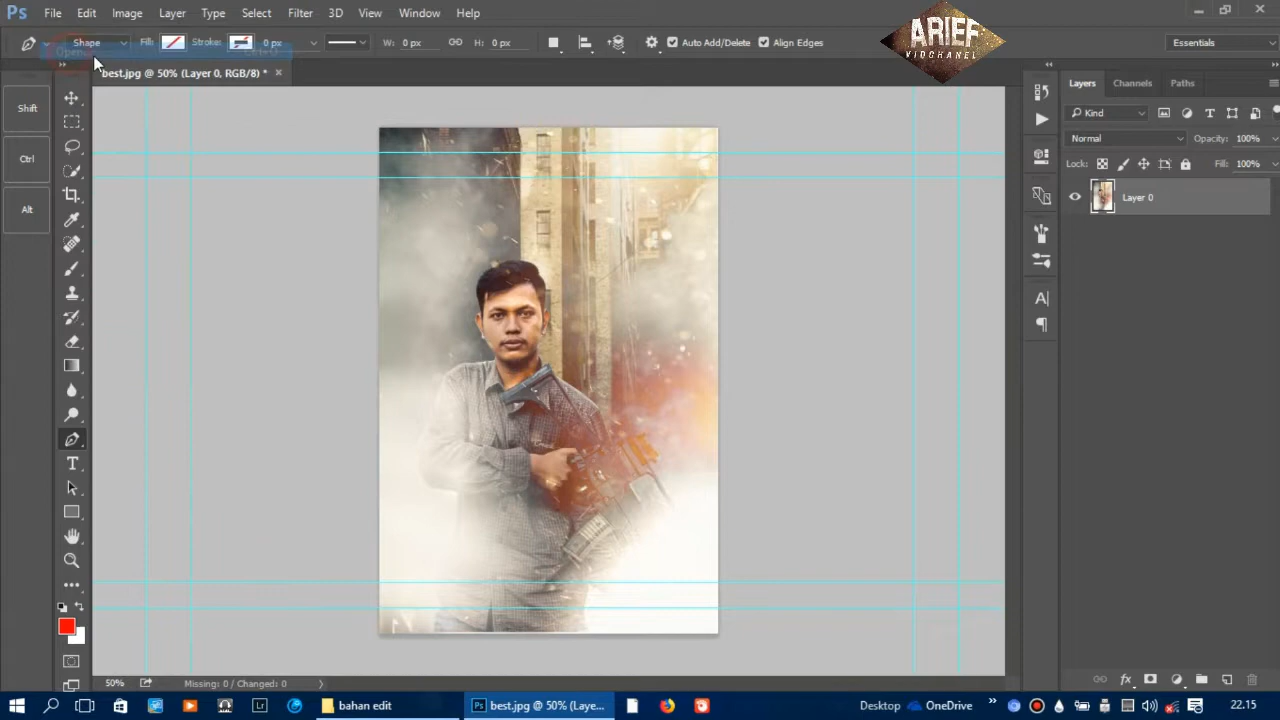 Ps File Edit Image Layer Type Select Filter 3D View Window Help
Shape Fill: Stroke: 0 px W: 0 px H: 0 px Auto Add/Delete Align Edges Essentials
Open...
ARIEF
VIDCHANEL
best.jpg @ 50% (Layer 0, RGB/8) *
Shift
Ctrl
Alt
Layers Channels Paths
Kind
Normal Opacity: 100%
Lock: Fill: 100%
Layer 0
50% Missing: 0 / Changed: 0
bahan edit
best.jpg @ 50% (Laye...
Desktop OneDrive 22.15